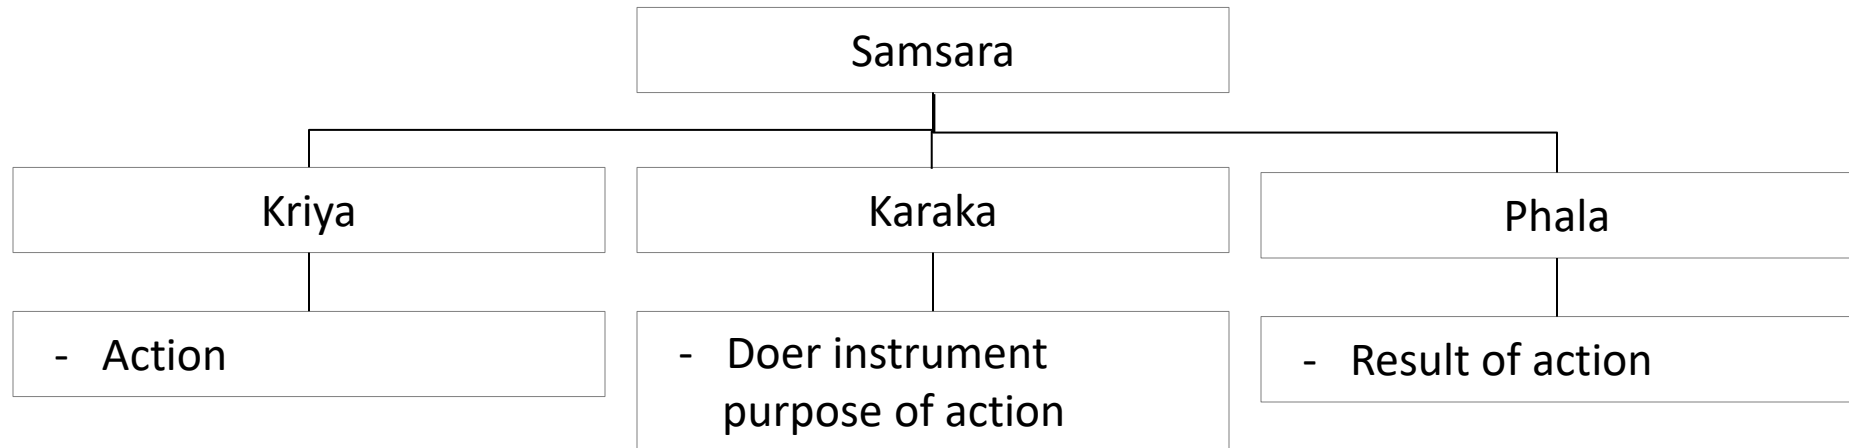 Samsara
Kriya
Karaka
Phala
- Action
- Doer instrument
purpose of action
- Result of action